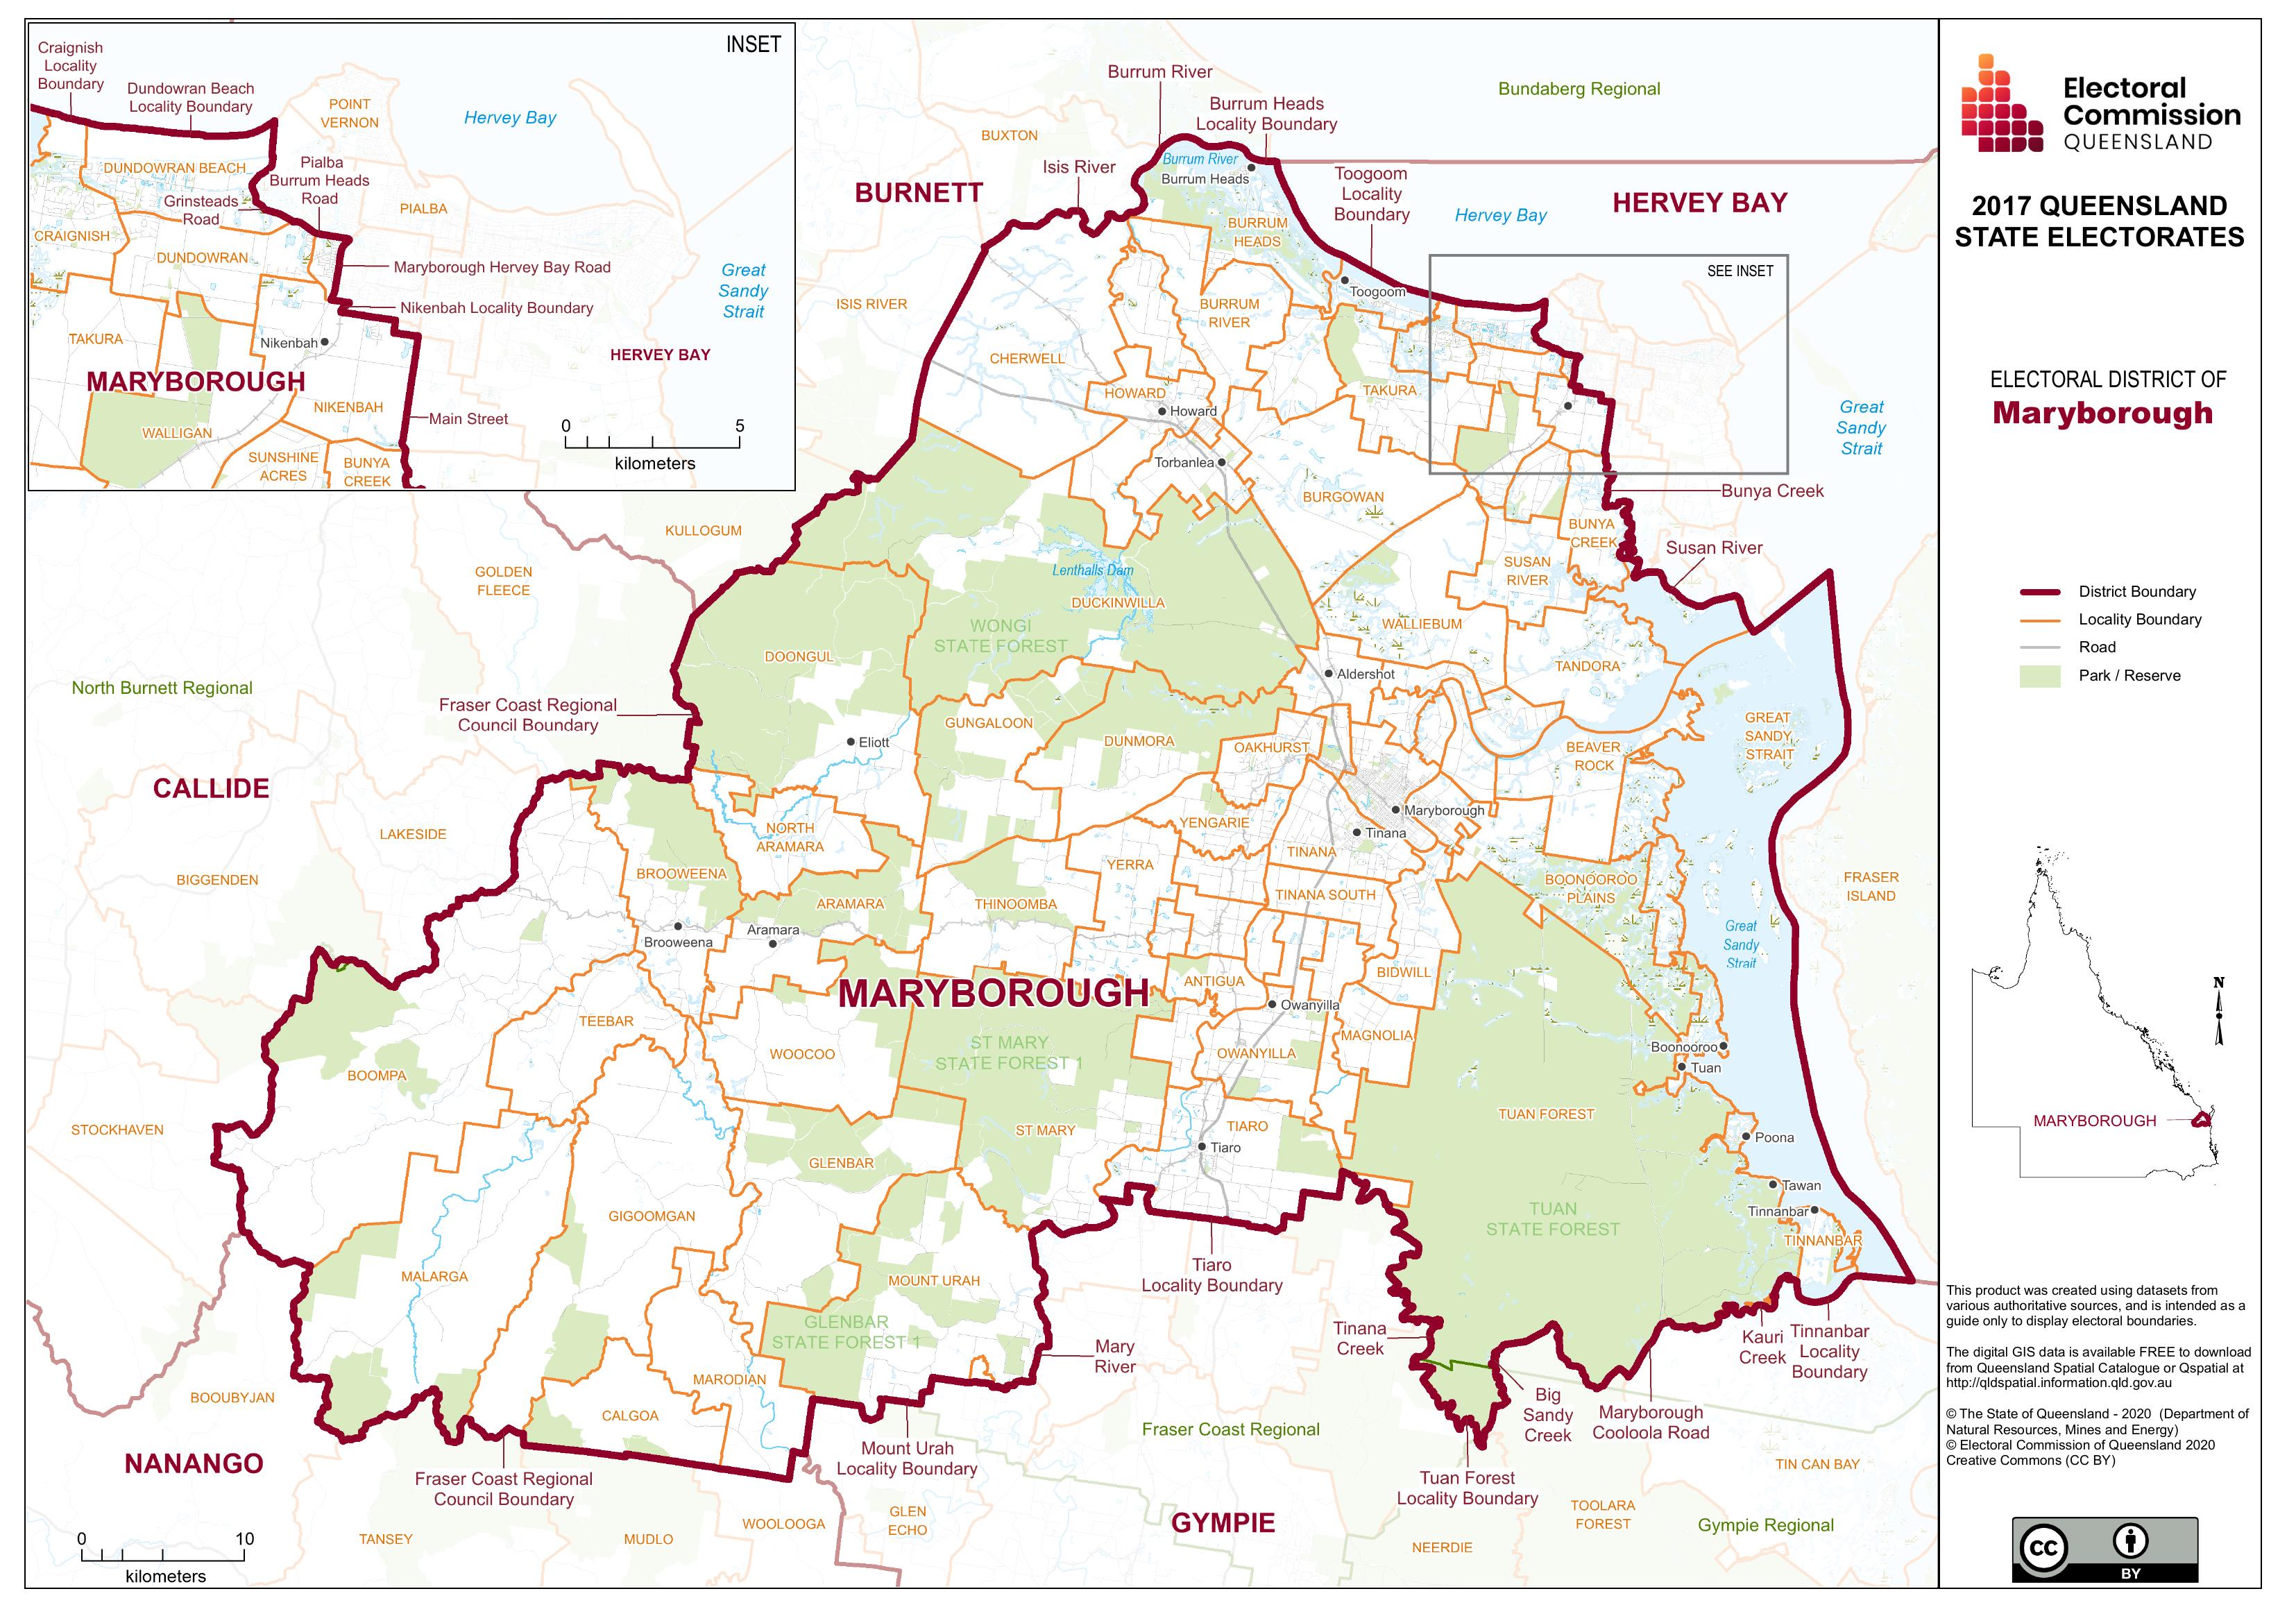 INSET
Craignish
Locality
Boundary
Dundowran Beach
Locality Boundary
POINT
VERNON
Hervey Bay
DUNDOWRAN BEACH
Pialba
Burrum Heads
Road
Grinsteads
Road
PIALBA
CRAIGNISH
DUNDOWRAN
Maryborough Hervey Bay Road
Great
Sandy
Strait
Nikenbah Locality Boundary
TAKURA
Nikenbah
HERVEY BAY
MARYBOROUGH
NIKENBAH
Main Street
WALLIGAN
SUNSHINE
ACRES
BUNYA
CREEK
0 5
kilometers
Burrum River
Burrum Heads
Locality Boundary
Bundaberg Regional
BUXTON
Isis River
Burrum River
Burrum Heads
BURNETT
Toogoom
Locality
Boundary
Hervey Bay
HERVEY BAY
BURRUM
HEADS
SEE INSET
Toogoom
ISIS RIVER
BURRUM
RIVER
CHERWELL
HOWARD
Howard
TAKURA
Great
Sandy
Strait
Torbanlea
BURGOWAN
Bunya Creek
KULLOGUM
BUNYA
CREEK
Susan River
GOLDEN
FLEECE
SUSAN
RIVER
Lenthalls Dam
DUCKINWILLA
WONGI
STATE FOREST
WALLIEBUM
DOONGUL
TANDORA
Aldershot
North Burnett Regional
Fraser Coast Regional
Council Boundary
GUNGALOON
GREAT
SANDY
STRAIT
Eliott
DUNMORA
OAKHURST
BEAVER
ROCK
CALLIDE
Maryborough
LAKESIDE
NORTH
ARAMARA
YENGARIE
Tinana
TINANA
BIGGENDEN
BROOWEENA
YERRA
BOONOOROO
PLAINS
FRASER
ISLAND
TINANA SOUTH
ARAMARA
THINOOMBA
Brooweena
Aramara
Great
Sandy
Strait
MARYBOROUGH
ANTIGUA
BIDWILL
Owanyilla
TEEBAR
MAGNOLIA
ST MARY
STATE FOREST 1
WOOCOO
OWANYILLA
Boonooroo
Tuan
BOOMPA
STOCKHAVEN
ST MARY
TIARO
TUAN FOREST
Poona
Tiaro
GLENBAR
Tawan
Tinnanbar
GIGOOMGAN
TUAN
STATE FOREST
TINNANBAR
MALARGA
MOUNT URAH
Tiaro
Locality Boundary
GLENBAR
STATE FOREST 1
Tinana
Creek
Kauri
Creek
Tinnanbar
Locality
Boundary
Mary
River
MARODIAN
BOOUBYJAN
CALGOA
Big
Sandy
Creek
Maryborough
Cooloola Road
Fraser Coast Regional
NANANGO
Mount Urah
Locality Boundary
Fraser Coast Regional
Council Boundary
Tuan Forest
Locality Boundary
TIN CAN BAY
GLEN
ECHO
WOOLOOGA
GYMPIE
TOOLARA
FOREST
Gympie Regional
TANSEY
MUDLO
NEERDIE
0 10
kilometers
Electoral
Commission
QUEENSLAND
2017 QUEENSLAND
STATE ELECTORATES
ELECTORAL DISTRICT OF
Maryborough
District Boundary
Locality Boundary
Road
Park / Reserve
N
MARYBOROUGH
This product was created using datasets from
various authoritative sources, and is intended as a
guide only to display electoral boundaries.
The digital GIS data is available FREE to download
from Queensland Spatial Catalogue or Qspatial at
http://qldspatial.information.qld.gov.au
© The State of Queensland - 2020 (Department of
Natural Resources, Mines and Energy)
© Electoral Commission of Queensland 2020
Creative Commons (CC BY)
cc
BY